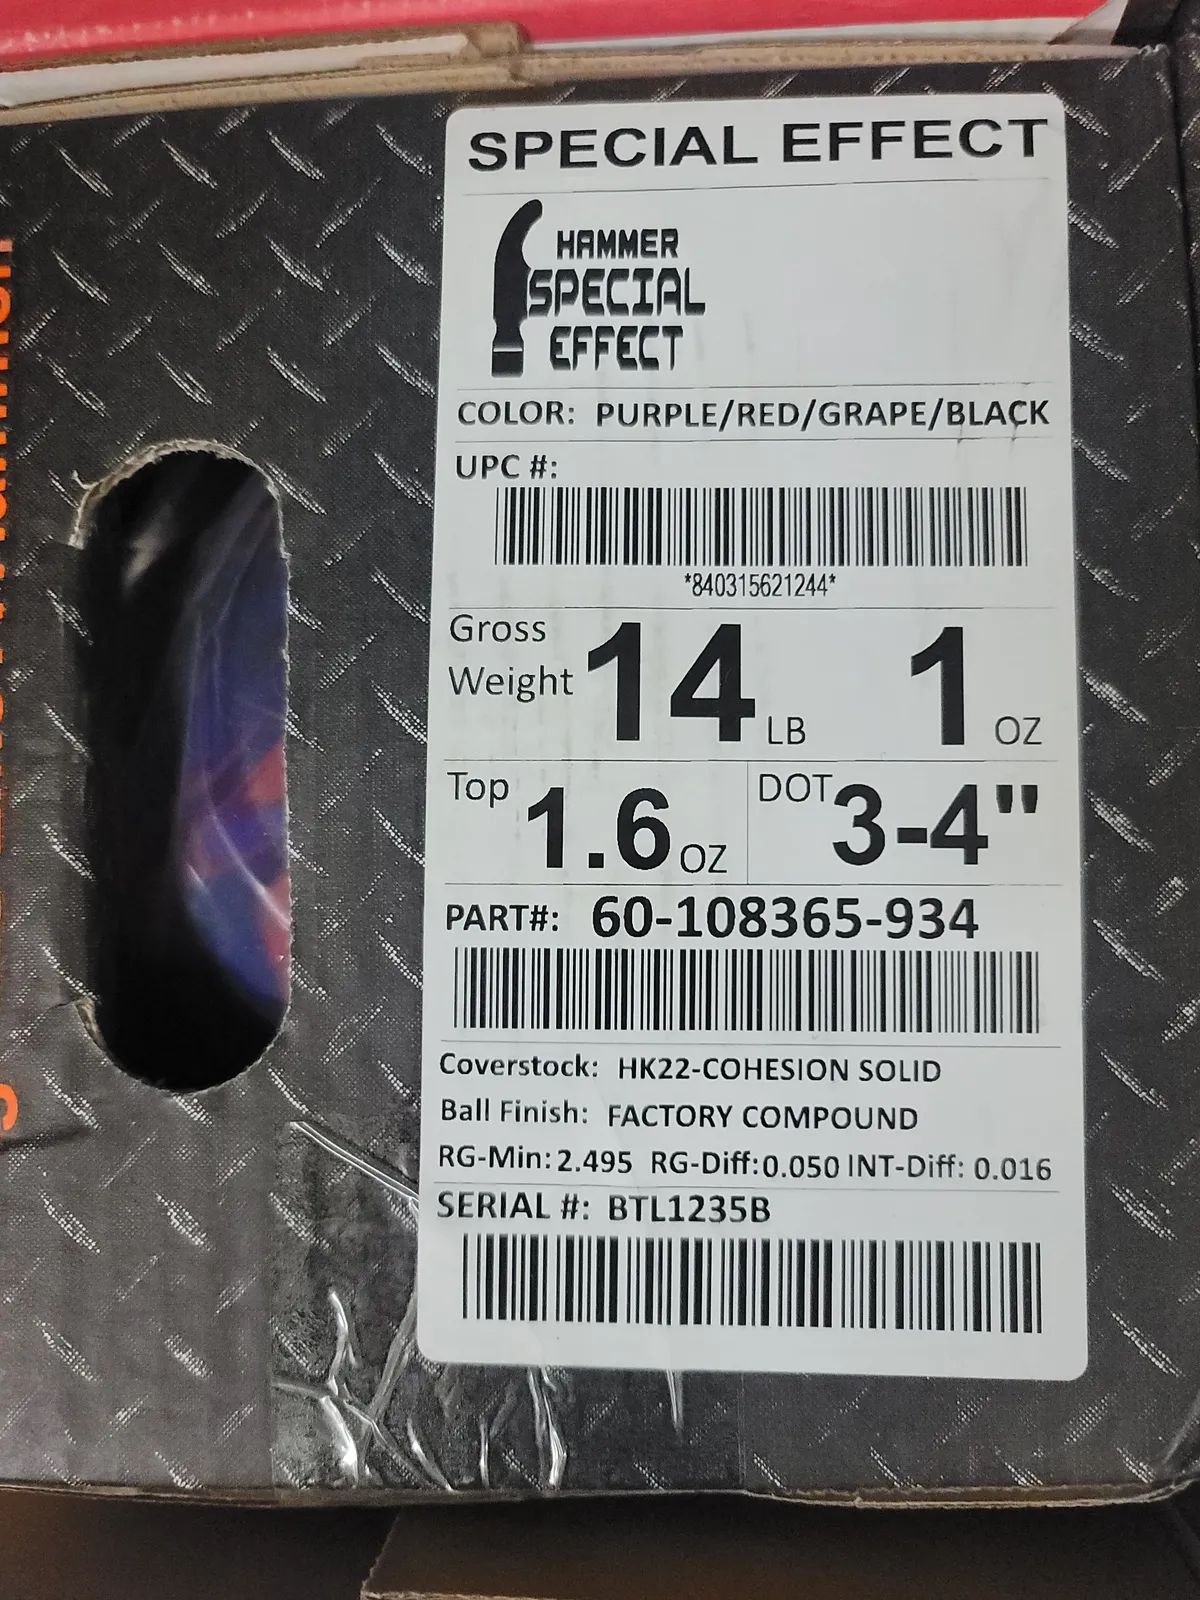 SPECIAL EFFECT
HAMMER
SPECIAL
EFFECT
COLOR: PURPLE/RED/GRAPE/BLACK
UPC #:
*840315621244*
Gross Weight 14 LB 1 OZ
Top 1.6 OZ DOT 3-4"
PART#: 60-108365-934
Coverstock: HK22-COHESION SOLID
Ball Finish: FACTORY COMPOUND
RG-Min: 2.495 RG-Diff: 0.050 INT-Diff: 0.016
SERIAL #: BTL1235B